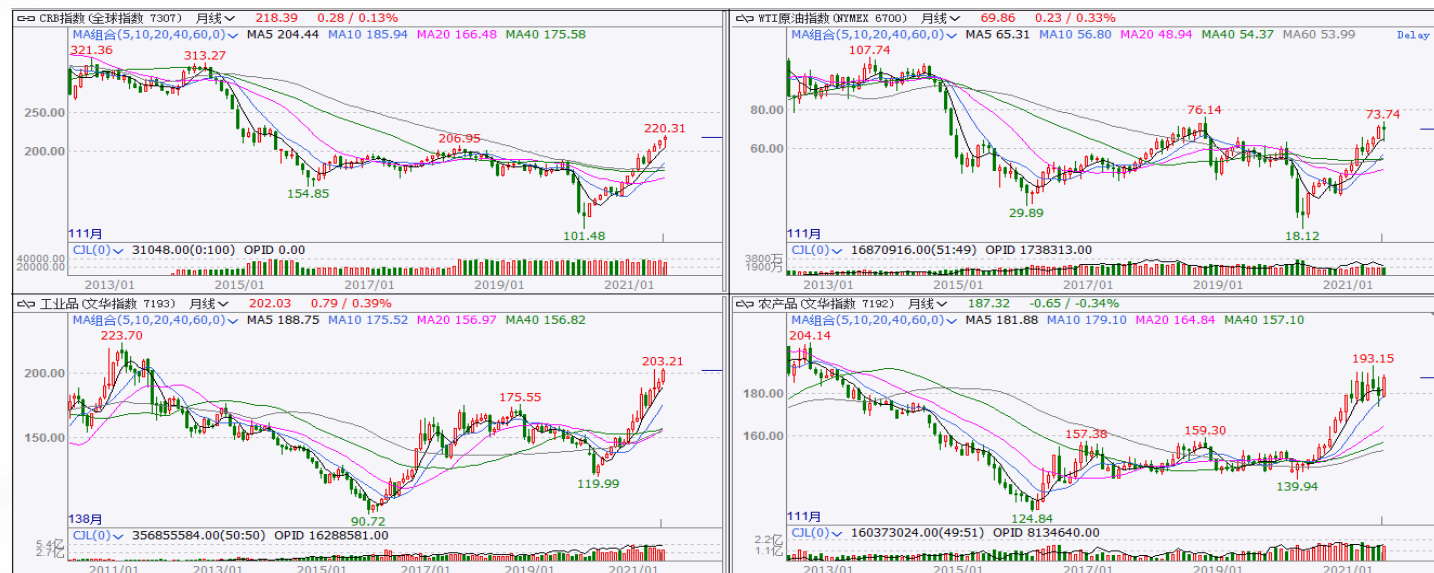 CRB指数(全球指数 7307) 月线 218.39 0.28 / 0.13%
MA组合(5,10,20,40,60,0) MA5 204.44 MA10 185.94 MA20 166.48 MA40 175.58
321.36
313.27
250.00
220.31
206.95
200.00
154.85
101.48
111月
CJL(0) 31048.00(0:100) OPID 0.00
40000.00
20000.00
2013/01 2015/01 2017/01 2019/01 2021/01
WTI原油指数(NYMEX 6700) 月线 69.86 0.23 / 0.33%
MA组合(5,10,20,40,60,0) MA5 65.31 MA10 56.80 MA20 48.94 MA40 54.37 MA60 53.99 Delay
107.74
80.00
76.14
73.74
60.00
29.89
18.12
111月
CJL(0) 16870916.00(51:49) OPID 1738313.00
3800万
1900万
2013/01 2015/01 2017/01 2019/01 2021/01
工业品(文华指数 7193) 月线 202.03 0.79 / 0.39%
MA组合(5,10,20,40,60,0) MA5 188.75 MA10 175.52 MA20 156.97 MA40 156.82
223.70
203.21
200.00
175.55
150.00
119.99
90.72
138月
CJL(0) 356855584.00(50:50) OPID 16288581.00
5.4亿
2.7亿
2011/01 2013/01 2015/01 2017/01 2019/01 2021/01
农产品(文华指数 7192) 月线 187.32 -0.65 / -0.34%
MA组合(5,10,20,40,60,0) MA5 181.88 MA10 179.10 MA20 164.84 MA40 157.10
204.14
193.15
180.00
160.00
157.38
159.30
139.94
124.84
111月
CJL(0) 160373024.00(49:51) OPID 8134640.00
2.2亿
1.1亿
2013/01 2015/01 2017/01 2019/01 2021/01